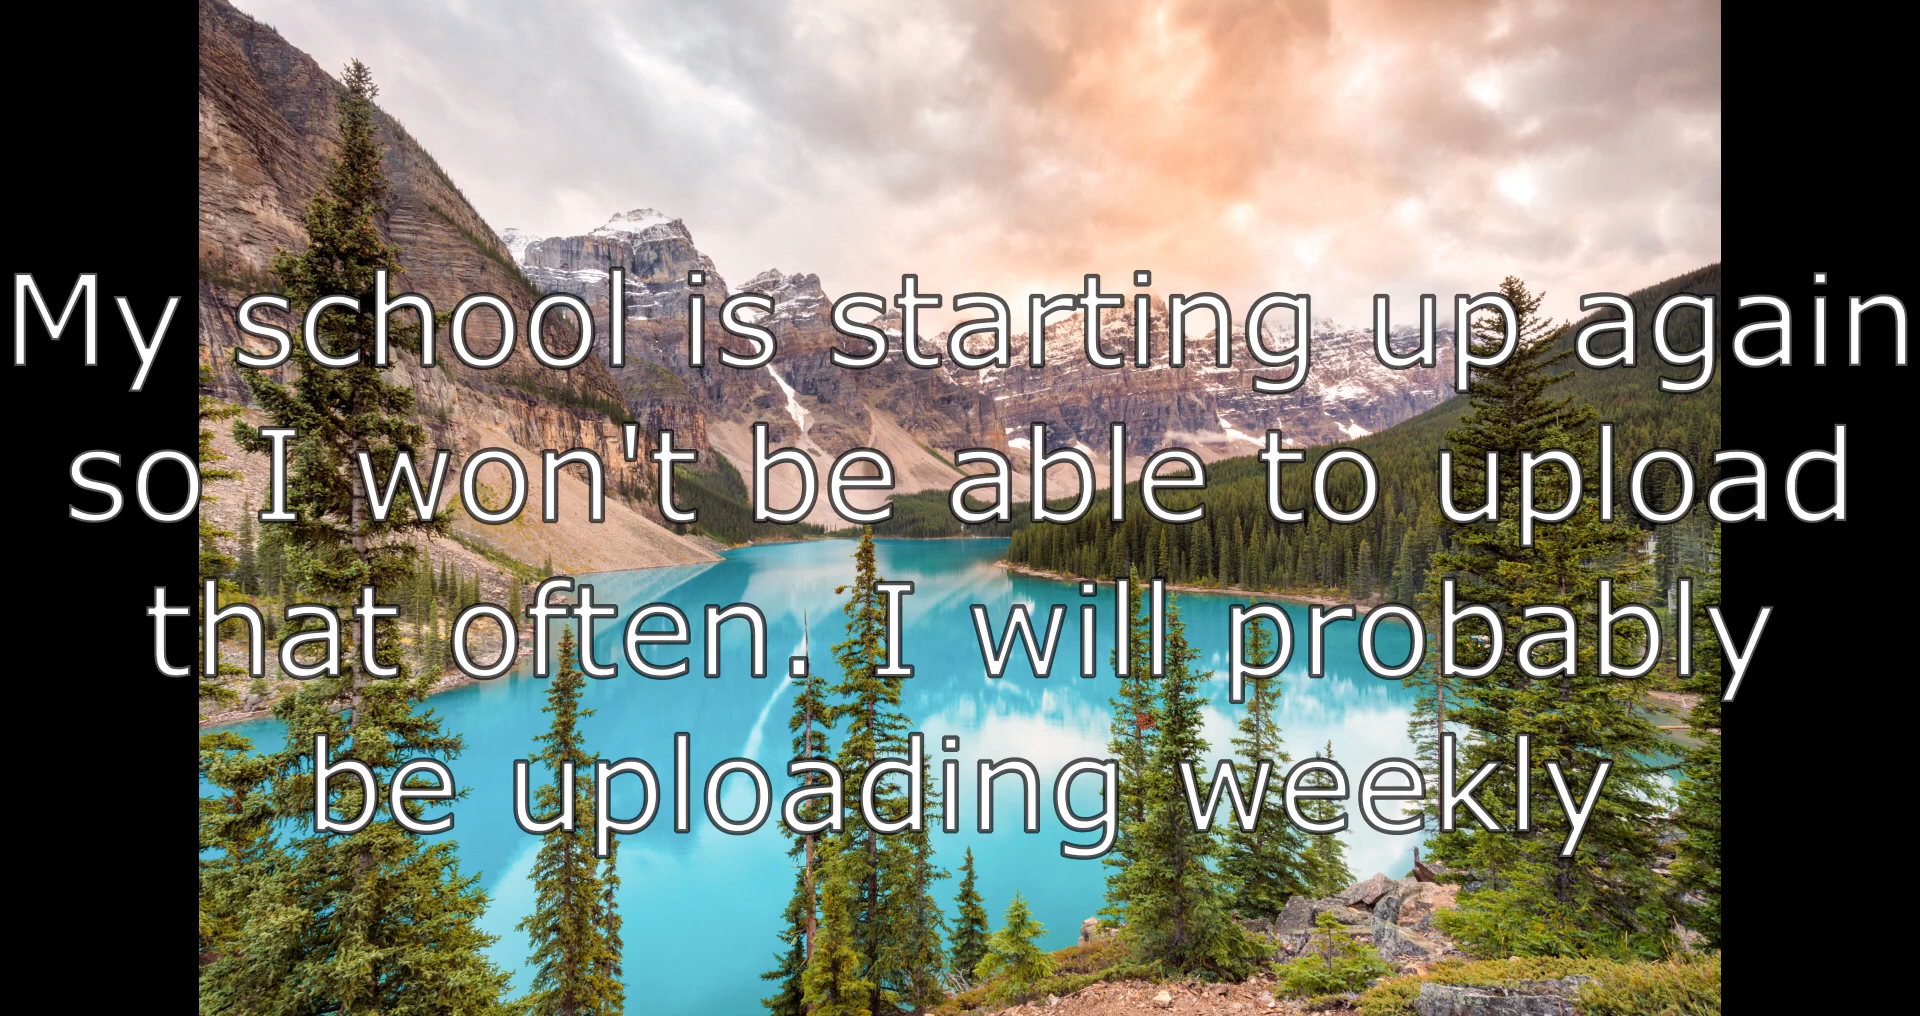 My school is starting up again
so I won't be able to upload
that often. I will probably
be uploading weekly